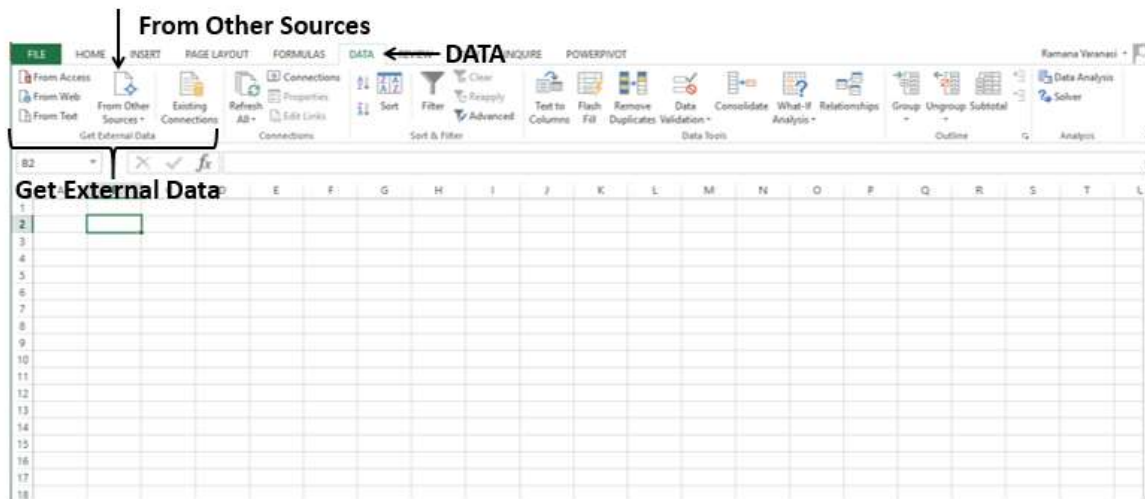 From Other Sources
FILE HOME INSERT PAGE LAYOUT FORMULAS DATA REVIEW DATA INQUIRE POWERPIVOT Ramana Varanasi
From Access
From Web
From Text
From Other Sources
Existing Connections
Get External Data
Refresh All
Connections
Properties
Edit Links
Connections
Sort
Filter
Clear
Reapply
Advanced
Sort & Filter
Text to Columns
Flash Fill
Remove Duplicates
Data Validation
Consolidate
What-If Analysis
Relationships
Data Tools
Group
Ungroup
Subtotal
Outline
Data Analysis
Solver
Analysis
B2 fx
Get External Data
D E F G H I J K L M N O P Q R S T U
1
2
3
4
5
6
7
8
9
10
11
12
13
14
15
16
17
18